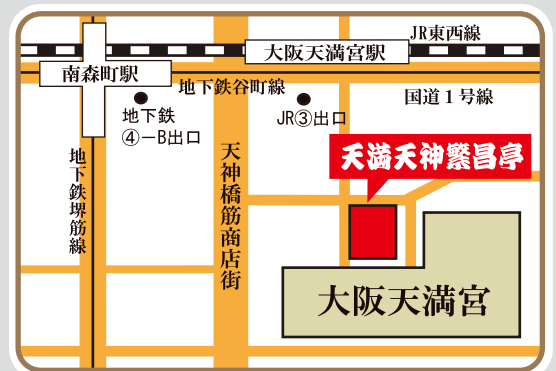 JR東西線
大阪天満宮駅
南森町駅
地下鉄谷町線
国道1号線
地下鉄
④－B出口
JR③出口
天満天神繁昌亭
地下鉄堺筋線
天神橋筋商店街
大阪天満宮